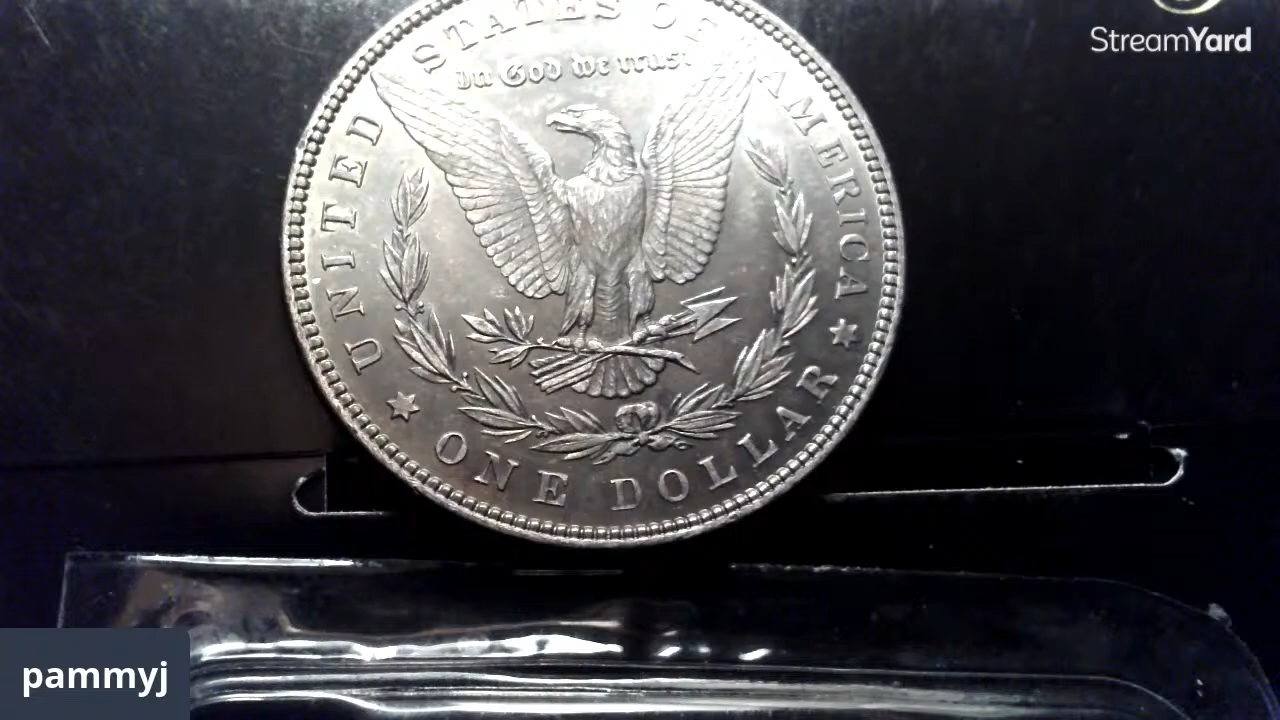 StreamYard
UNITED STATES OF AMERICA
In God we trust
ONE DOLLAR
pammyj